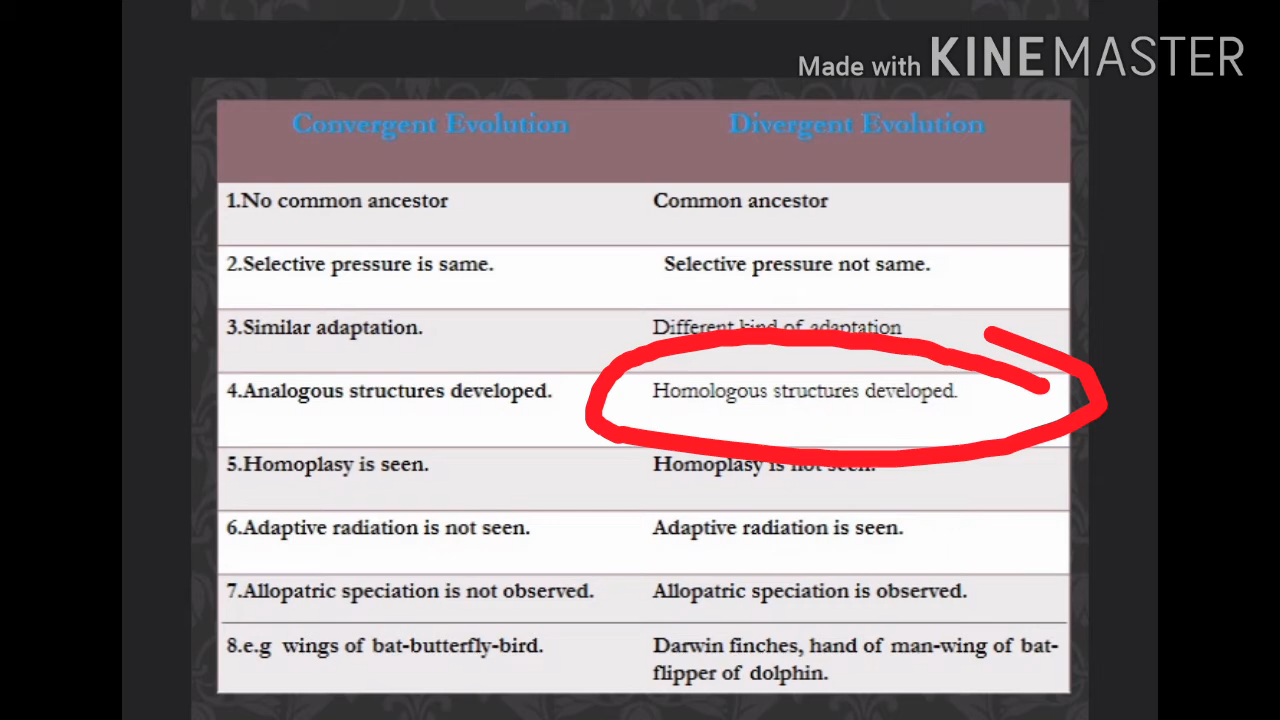 Made with KINEMASTER
Convergent Evolution Divergent Evolution
1.No common ancestor Common ancestor
2.Selective pressure is same. Selective pressure not same.
3.Similar adaptation. Different kind of adaptation
4.Analogous structures developed. Homologous structures developed.
5.Homoplasy is seen. Homoplasy is not seen.
6.Adaptive radiation is not seen. Adaptive radiation is seen.
7.Allopatric speciation is not observed. Allopatric speciation is observed.
8.e.g wings of bat-butterfly-bird. Darwin finches, hand of man-wing of bat-
flipper of dolphin.